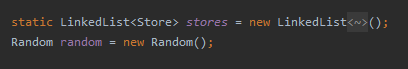 static LinkedList<Store> stores = new LinkedList<~>();
Random random = new Random();